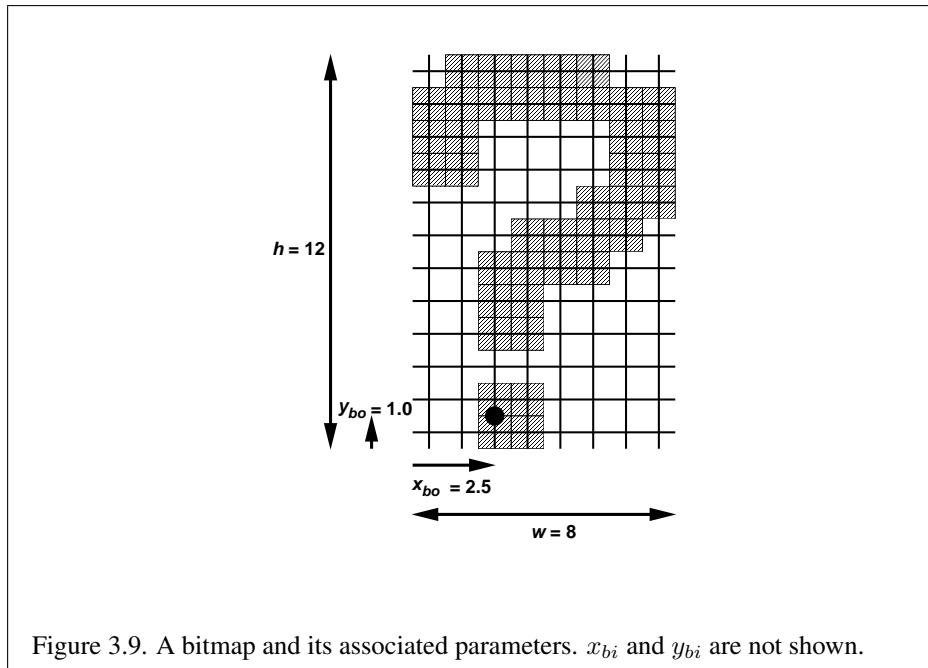 h = 12
y_bo = 1.0
x_bo = 2.5
w = 8
Figure 3.9. A bitmap and its associated parameters. x_bi and y_bi are not shown.